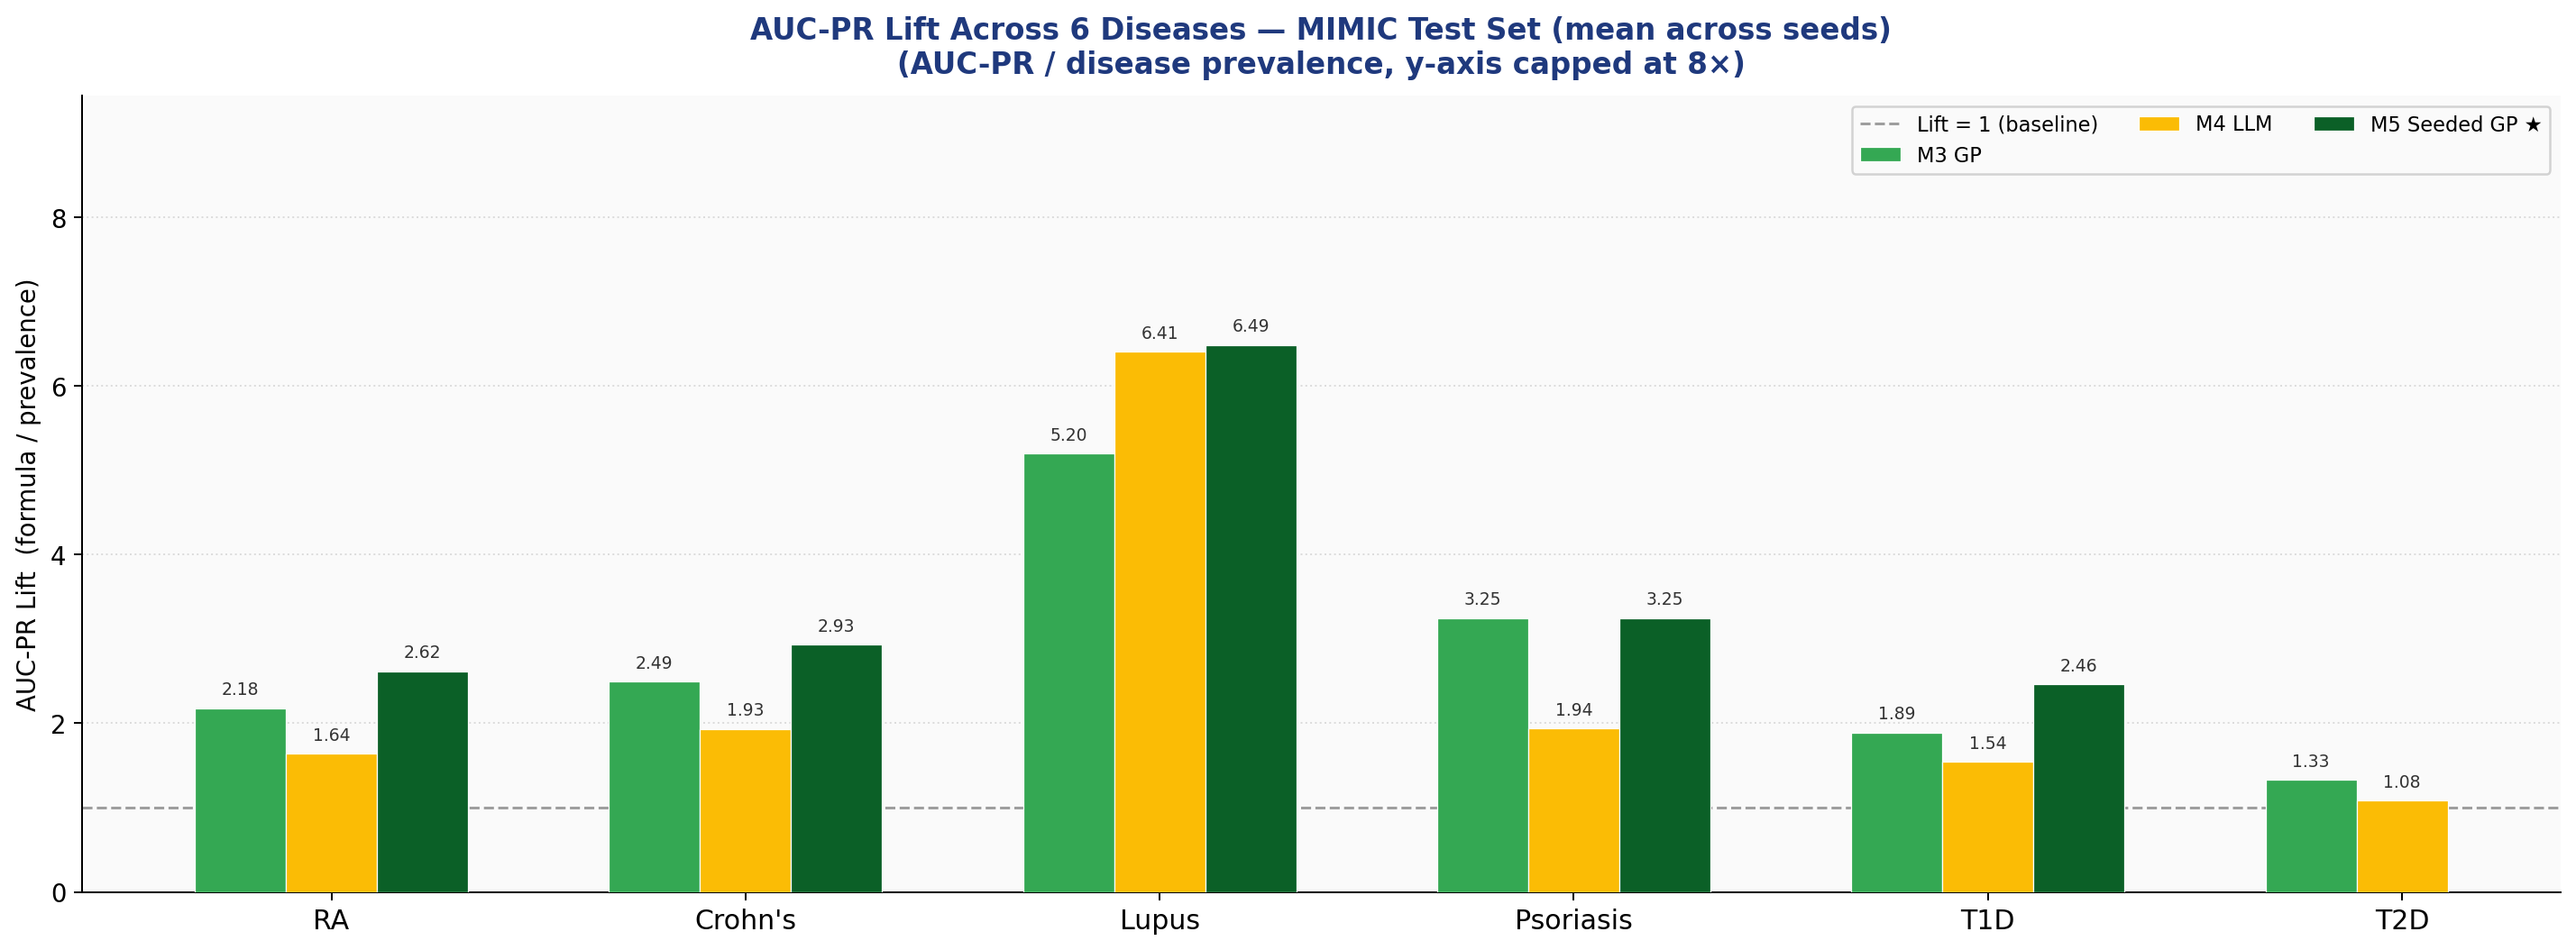 AUC-PR Lift Across 6 Diseases — MIMIC Test Set (mean across seeds)
(AUC-PR / disease prevalence, y-axis capped at 8×)
Lift = 1 (baseline)
M3 GP
M4 LLM
M5 Seeded GP ★
AUC-PR Lift (formula / prevalence)
8
6
4
2
0
2.18
1.64
2.62
2.49
1.93
2.93
5.20
6.41
6.49
3.25
1.94
3.25
1.89
1.54
2.46
1.33
1.08
RA
Crohn's
Lupus
Psoriasis
T1D
T2D